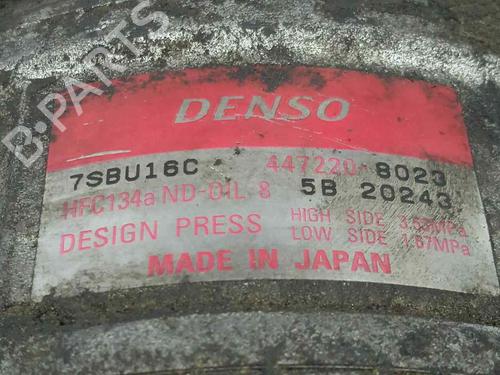 B-PARTS
DENSO
7SBU16C 447220-8023
HFC134a ND-OIL 8 5B 20243
DESIGN PRESS HIGH SIDE 3.53MPa
LOW SIDE 1.67MPa
MADE IN JAPAN